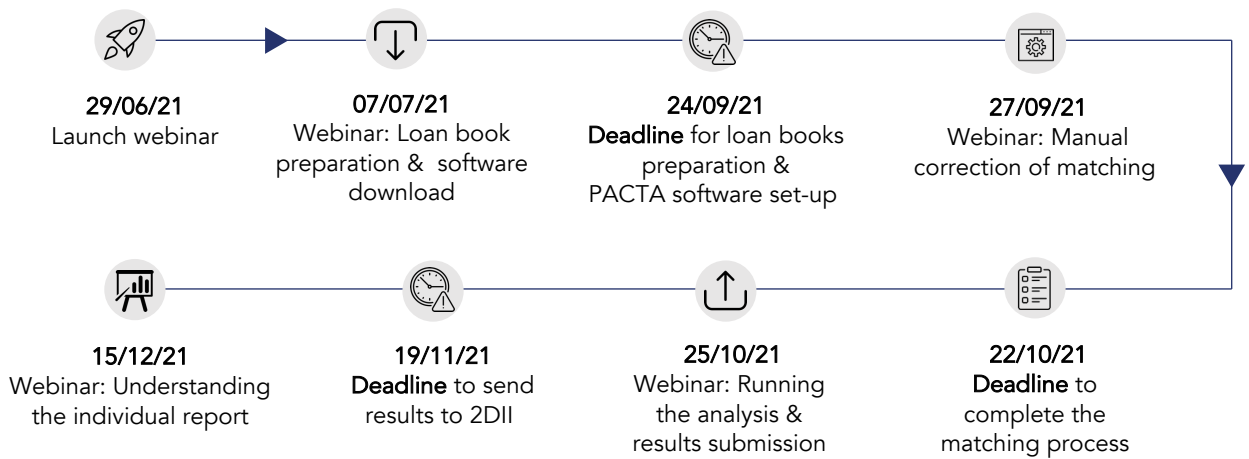 29/06/21
Launch webinar
07/07/21
Webinar: Loan book
preparation & software
download
24/09/21
Deadline for loan books
preparation &
PACTA software set-up
27/09/21
Webinar: Manual
correction of matching
15/12/21
Webinar: Understanding
the individual report
19/11/21
Deadline to send
results to 2DII
25/10/21
Webinar: Running
the analysis &
results submission
22/10/21
Deadline to
complete the
matching process